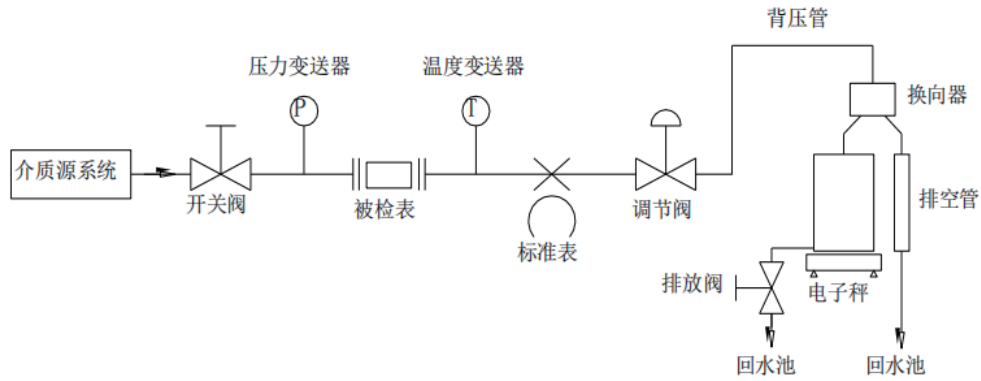 背压管
压力变送器
温度变送器
换向器
P
T
介质源系统
开关阀
被检表
调节阀
排空管
标准表
排放阀
电子秤
回水池
回水池